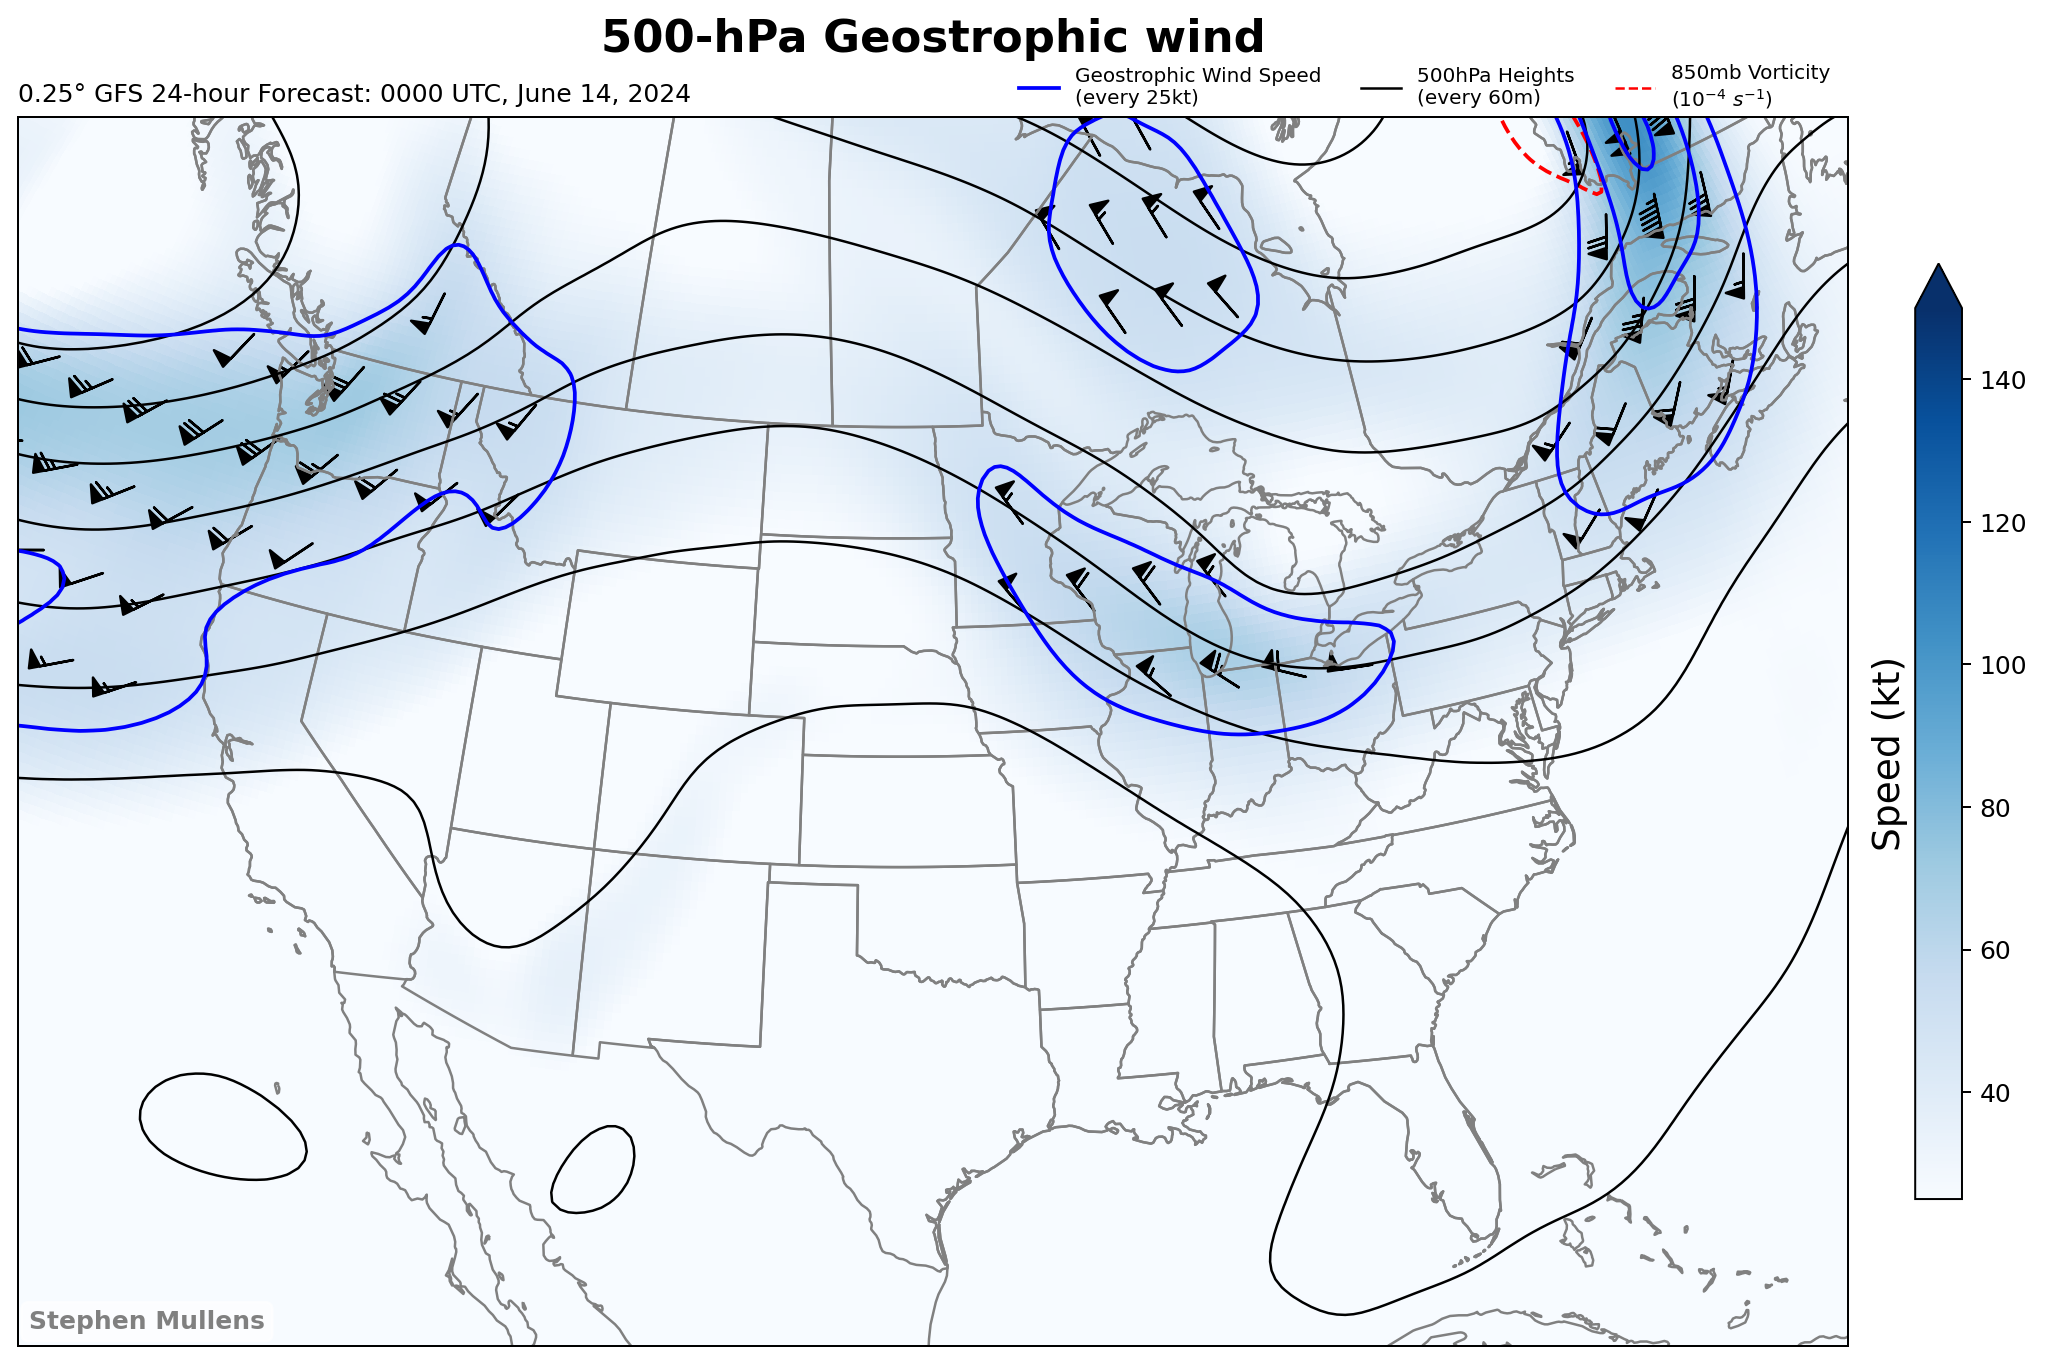 500-hPa Geostrophic wind
0.25° GFS 24-hour Forecast: 0000 UTC, June 14, 2024
Geostrophic Wind Speed
(every 25kt)
500hPa Heights
(every 60m)
850mb Vorticity
(10⁻⁴ s⁻¹)
140
120
100
80
60
40
Speed (kt)
Stephen Mullens